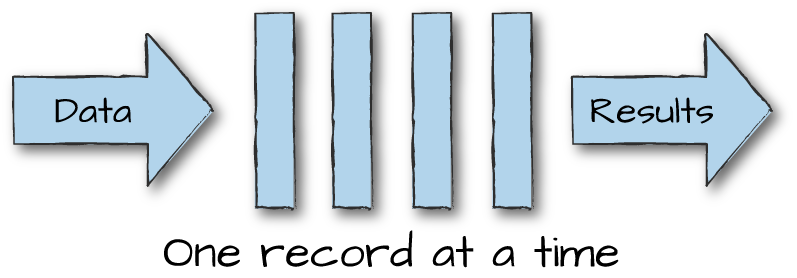 Data
Results
One record at a time